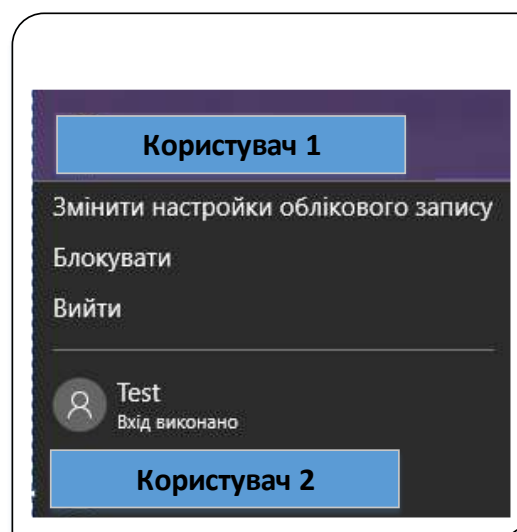 Користувач 1
Змінити настройки облікового запису
Блокувати
Вийти
Test
Вхід виконано
Користувач 2